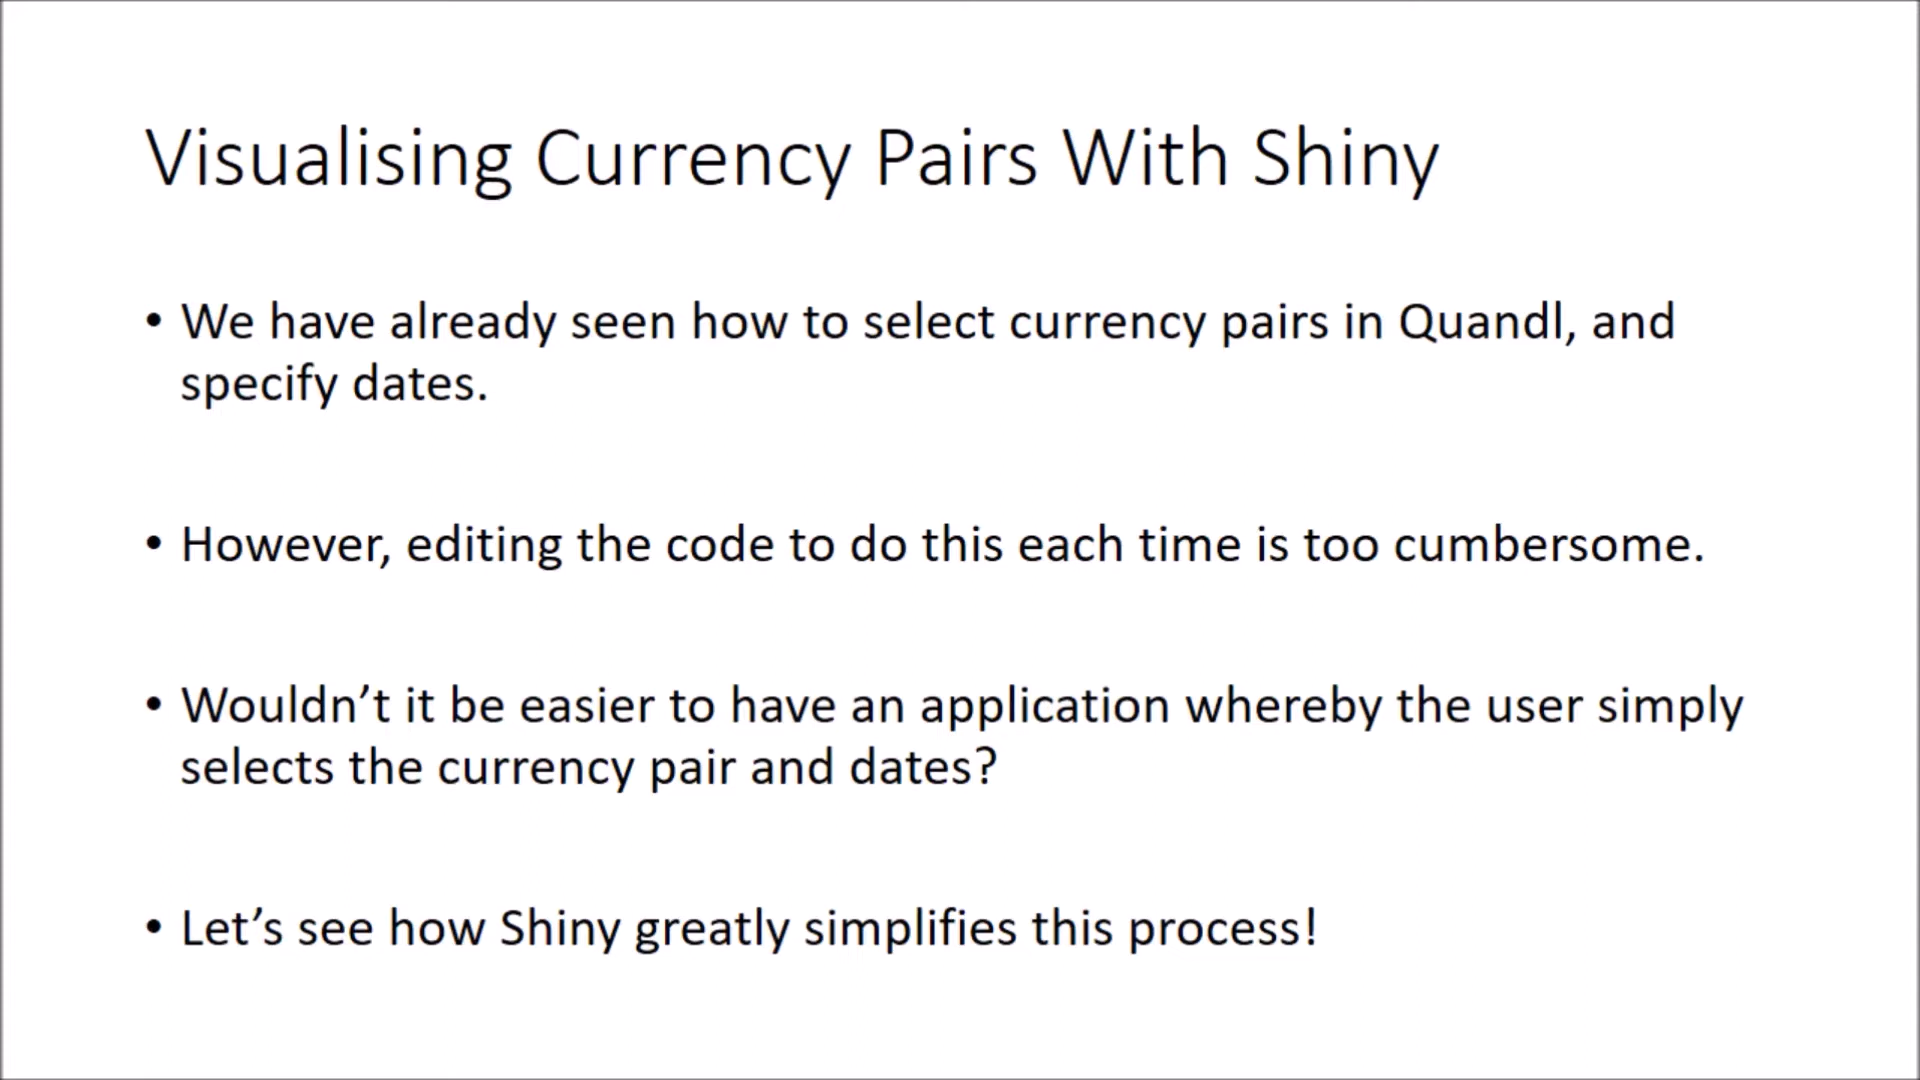 Visualising Currency Pairs With Shiny
• We have already seen how to select currency pairs in Quandl, and
specify dates.
• However, editing the code to do this each time is too cumbersome.
• Wouldn’t it be easier to have an application whereby the user simply
selects the currency pair and dates?
• Let’s see how Shiny greatly simplifies this process!